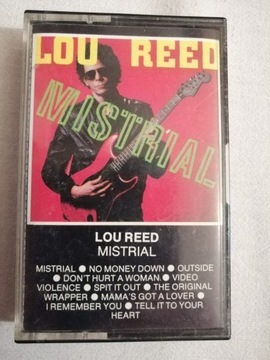 LOU REED
MISTRIAL
LOU REED
MISTRIAL
MISTRIAL ● NO MONEY DOWN ● OUTSIDE
● DON'T HURT A WOMAN ● VIDEO
VIOLENCE ● SPIT IT OUT ● THE ORIGINAL
WRAPPER ● MAMA'S GOT A LOVER ●
I REMEMBER YOU ● TELL IT TO YOUR
HEART